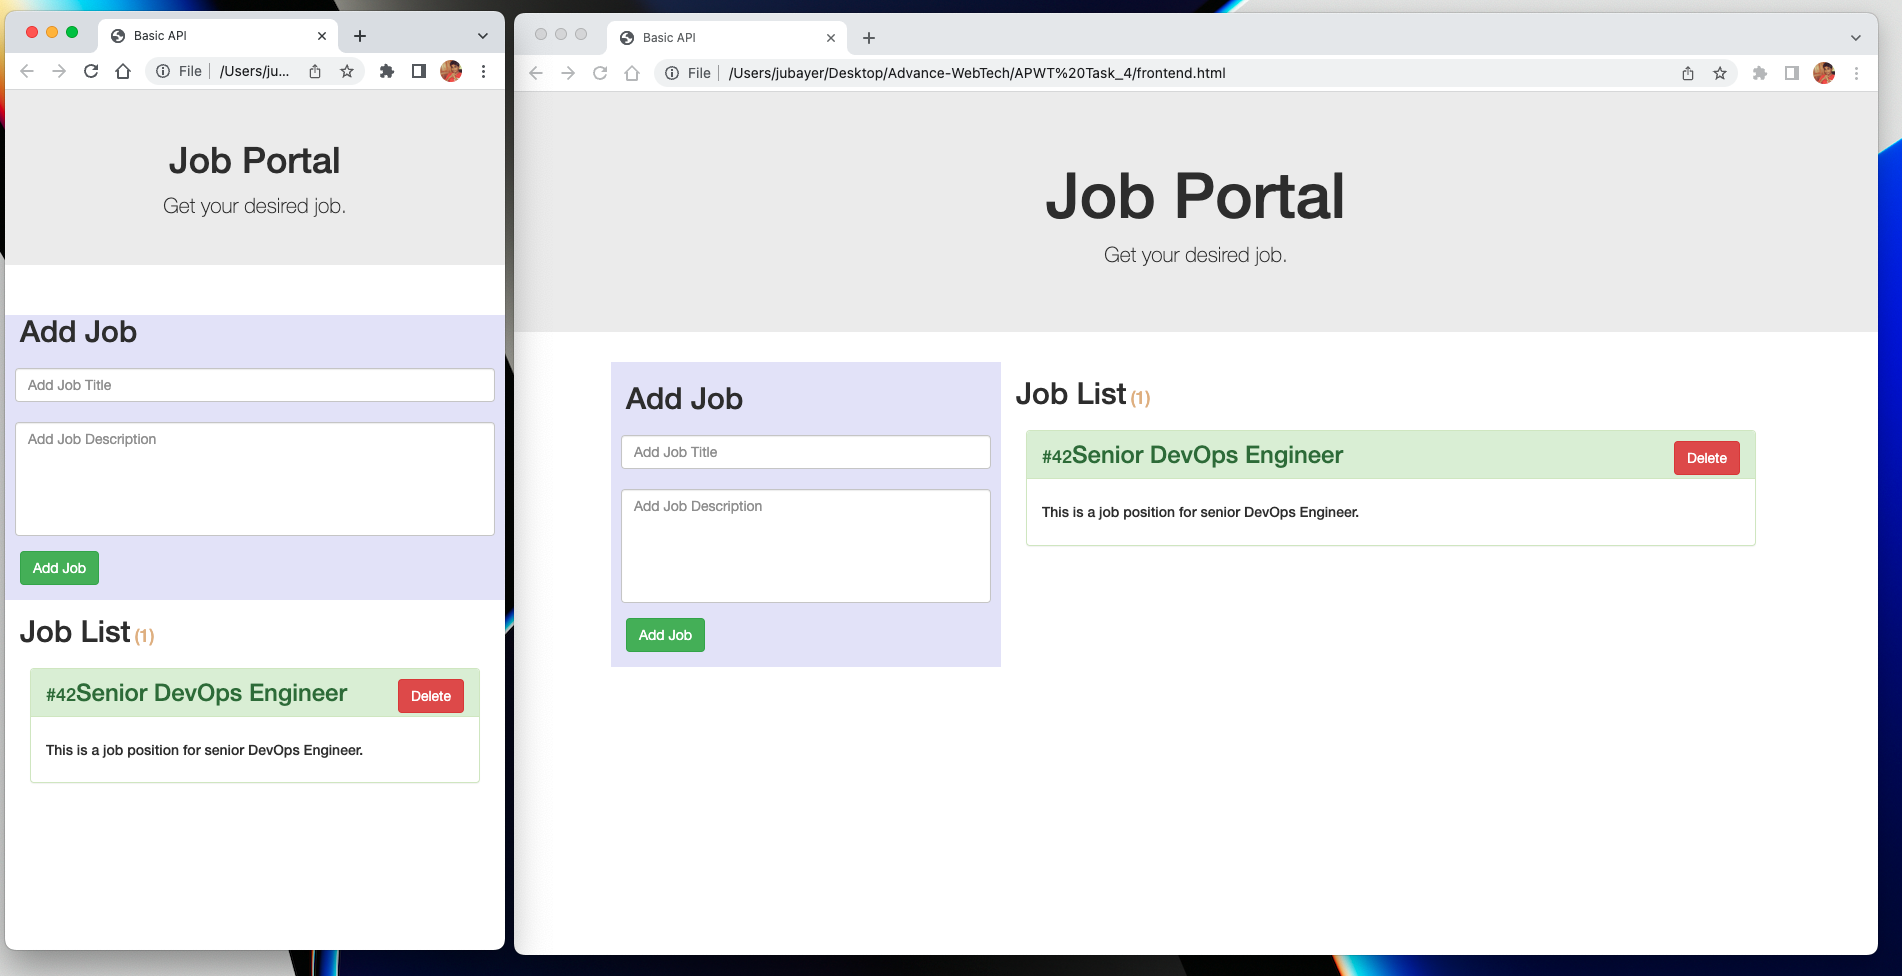 Basic API
File
/Users/ju...
Job Portal
Get your desired job.
Add Job
Add Job Title
Add Job Description
Add Job
Job List (1)
#42Senior DevOps Engineer
Delete
This is a job position for senior DevOps Engineer.
Basic API
File
/Users/jubayer/Desktop/Advance-WebTech/APWT%20Task_4/frontend.html
Job Portal
Get your desired job.
Add Job
Add Job Title
Add Job Description
Add Job
Job List (1)
#42Senior DevOps Engineer
Delete
This is a job position for senior DevOps Engineer.